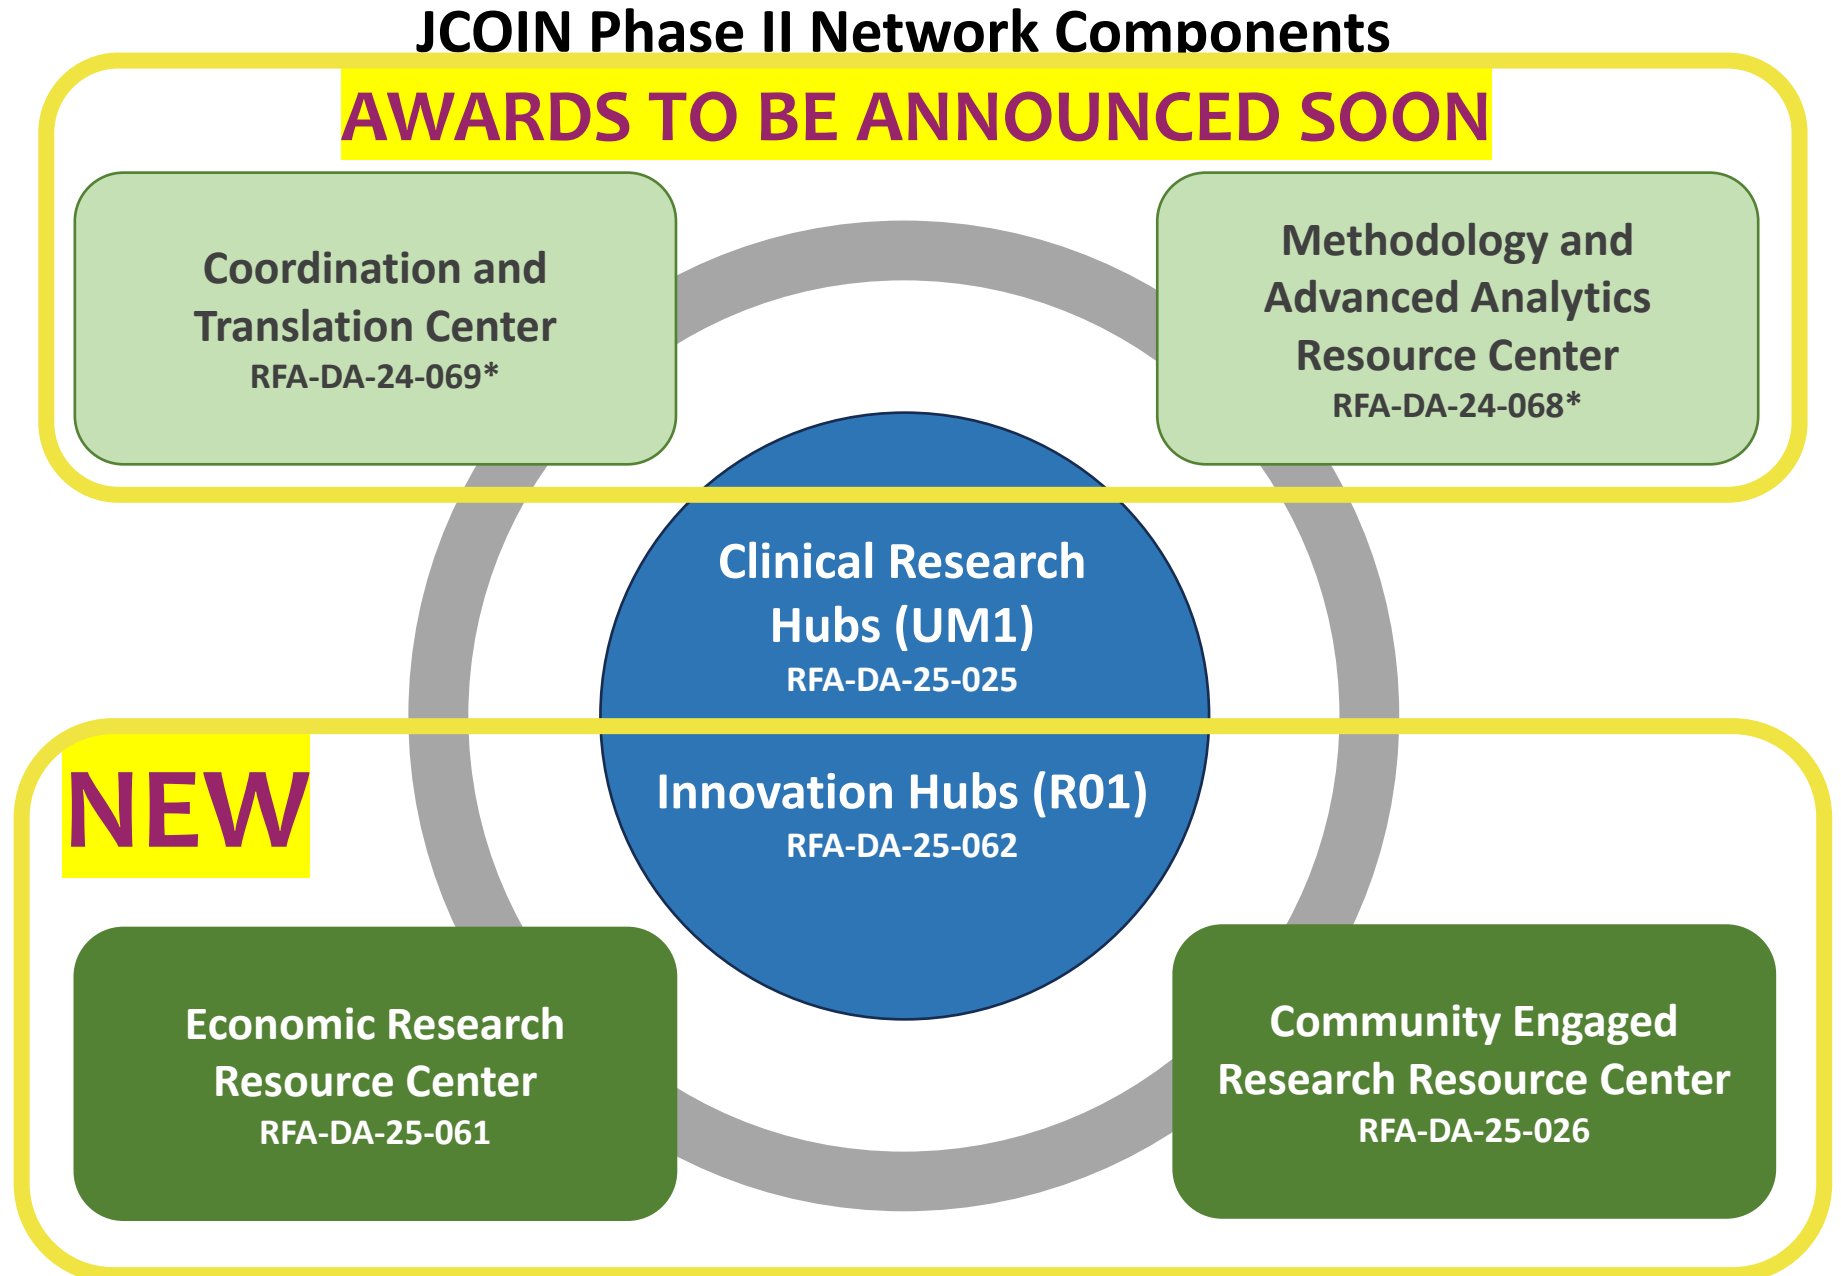 JCOIN Phase II Network Components
AWARDS TO BE ANNOUNCED SOON
Coordination and
Translation Center
RFA-DA-24-069*
Methodology and
Advanced Analytics
Resource Center
RFA-DA-24-068*
Clinical Research
Hubs (UM1)
RFA-DA-25-025
NEW
Innovation Hubs (R01)
RFA-DA-25-062
Economic Research
Resource Center
RFA-DA-25-061
Community Engaged
Research Resource Center
RFA-DA-25-026